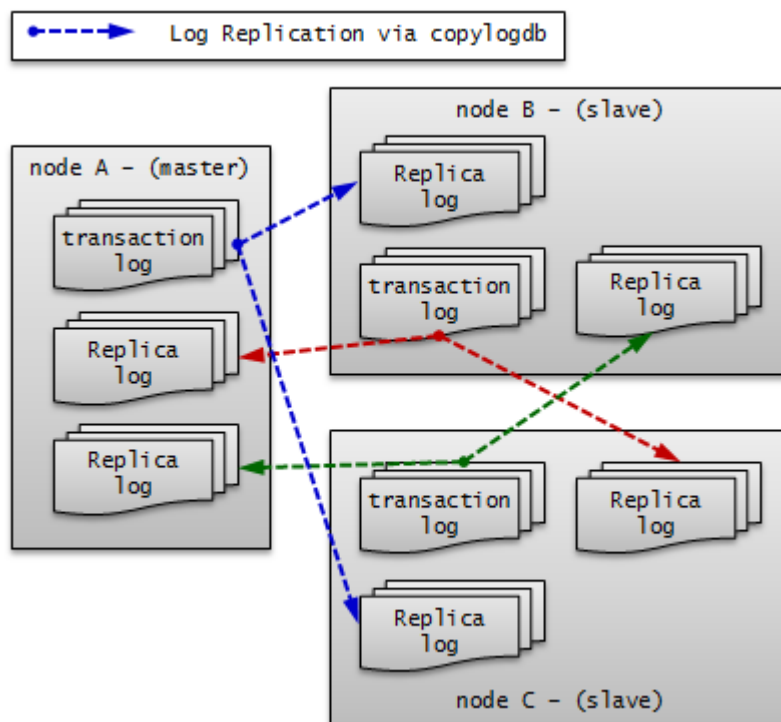 Log Replication via copylogdb
node A – (master)
transaction
log
Replica
log
Replica
log
node B – (slave)
Replica
log
transaction
log
Replica
log
transaction
log
Replica
log
Replica
log
node C – (slave)